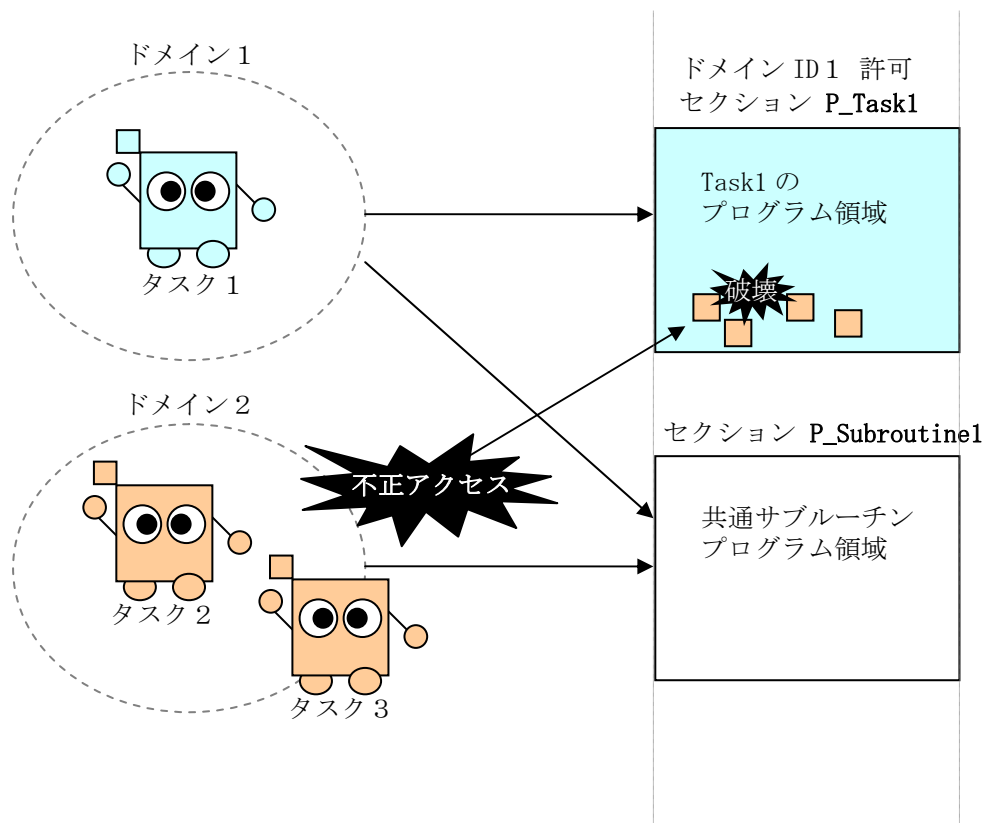 ドメイン１
ドメイン ID１ 許可
セクション P_Task1
Task1 の
プログラム領域
タスク１
破壊
ドメイン２
セクション P_Subroutine1
不正アクセス
共通サブルーチン
プログラム領域
タスク２
タスク３